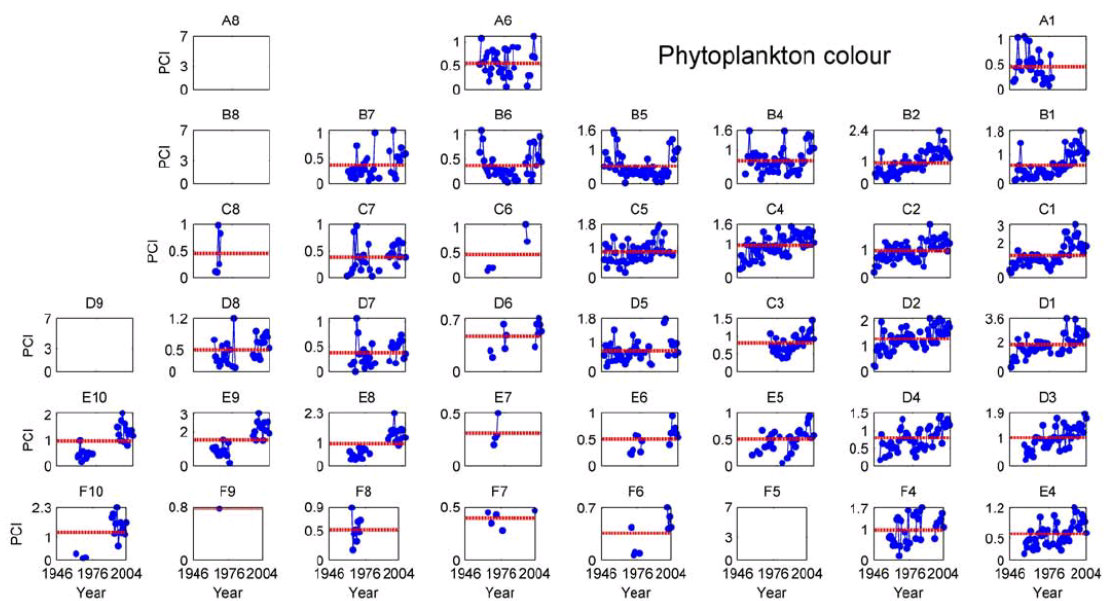 A8 A6 A1
Phytoplankton colour
PCI 7 3 0 1 0.5 0 1 0.5 0
B8 B7 B6 B5 B4 B2 B1
PCI 7 3 0 1 0.5 0 1 0.5 0 1.6 1 0 1.6 1 0 2.4 1 0 1.8 1 0
C8 C7 C6 C5 C4 C2 C1
PCI 1 0.5 0 1 0.5 0 1 0.5 0 1.8 1 0 1.6 1 0 2 1 0 3 2 1 0
D9 D8 D7 D6 D5 C3 D2 D1
PCI 7 3 0 1.2 0.5 0 1 0.5 0 0.7 0 1.8 1 0 1.5 1 0.5 0 2 1 0 3.6 2 0
E10 E9 E8 E7 E6 E5 D4 D3
PCI 2 1 0 3 2 1 0 2.3 1 0 0.5 0 1 0.5 0 1 0.5 0 1.5 1 0.5 0 1.9 1 0
F10 F9 F8 F7 F6 F5 F4 E4
PCI 2.3 1 0 0.8 0 0.9 0.5 0 0.5 0 0.7 0 7 3 0 1.7 1 0 1.2 0.6 0
1946 1976 2004 1946 1976 2004 1946 1976 2004 1946 1976 2004 1946 1976 2004 1946 1976 2004 1946 1976 2004 1946 1976 2004
Year Year Year Year Year Year Year Year